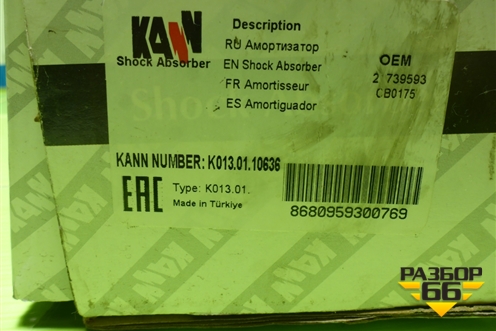 KANN
Shock Absorber
Description
RU Амортизатор
EN Shock Absorber
FR Amortisseur
ES Amortiguador
OEM
739593
CB0175
KANN NUMBER: K013.01.10636
EAC
Type: K013.01.
Made in Türkiye
8680959300769
РАЗБОР
66